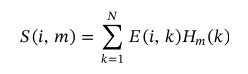 S(i, m) = \sum_{k=1}^{N} E(i, k)H_m(k)